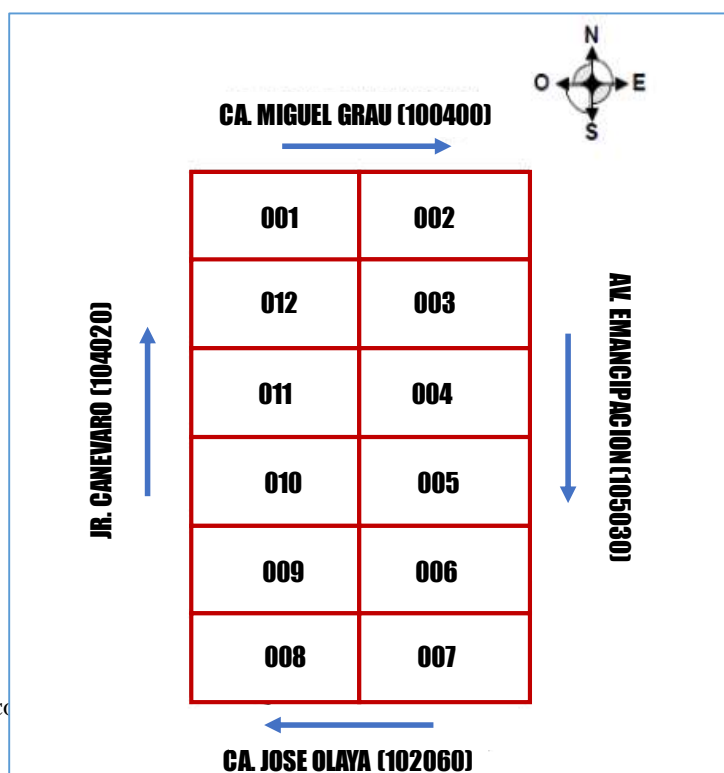 N
O E
S
CA. MIGUEL GRAU (100400)
001 002
012 003
011 004
010 005
009 006
008 007
JR. CANEVARO (104020)
AV. EMANCIPACION (105030)
CA. JOSE OLAYA (102060)